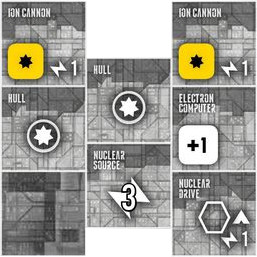 ION CANNON
1
ION CANNON
1
HULL
HULL
ELECTRON
COMPUTER
+1
NUCLEAR
SOURCE
3
NUCLEAR
DRIVE
1